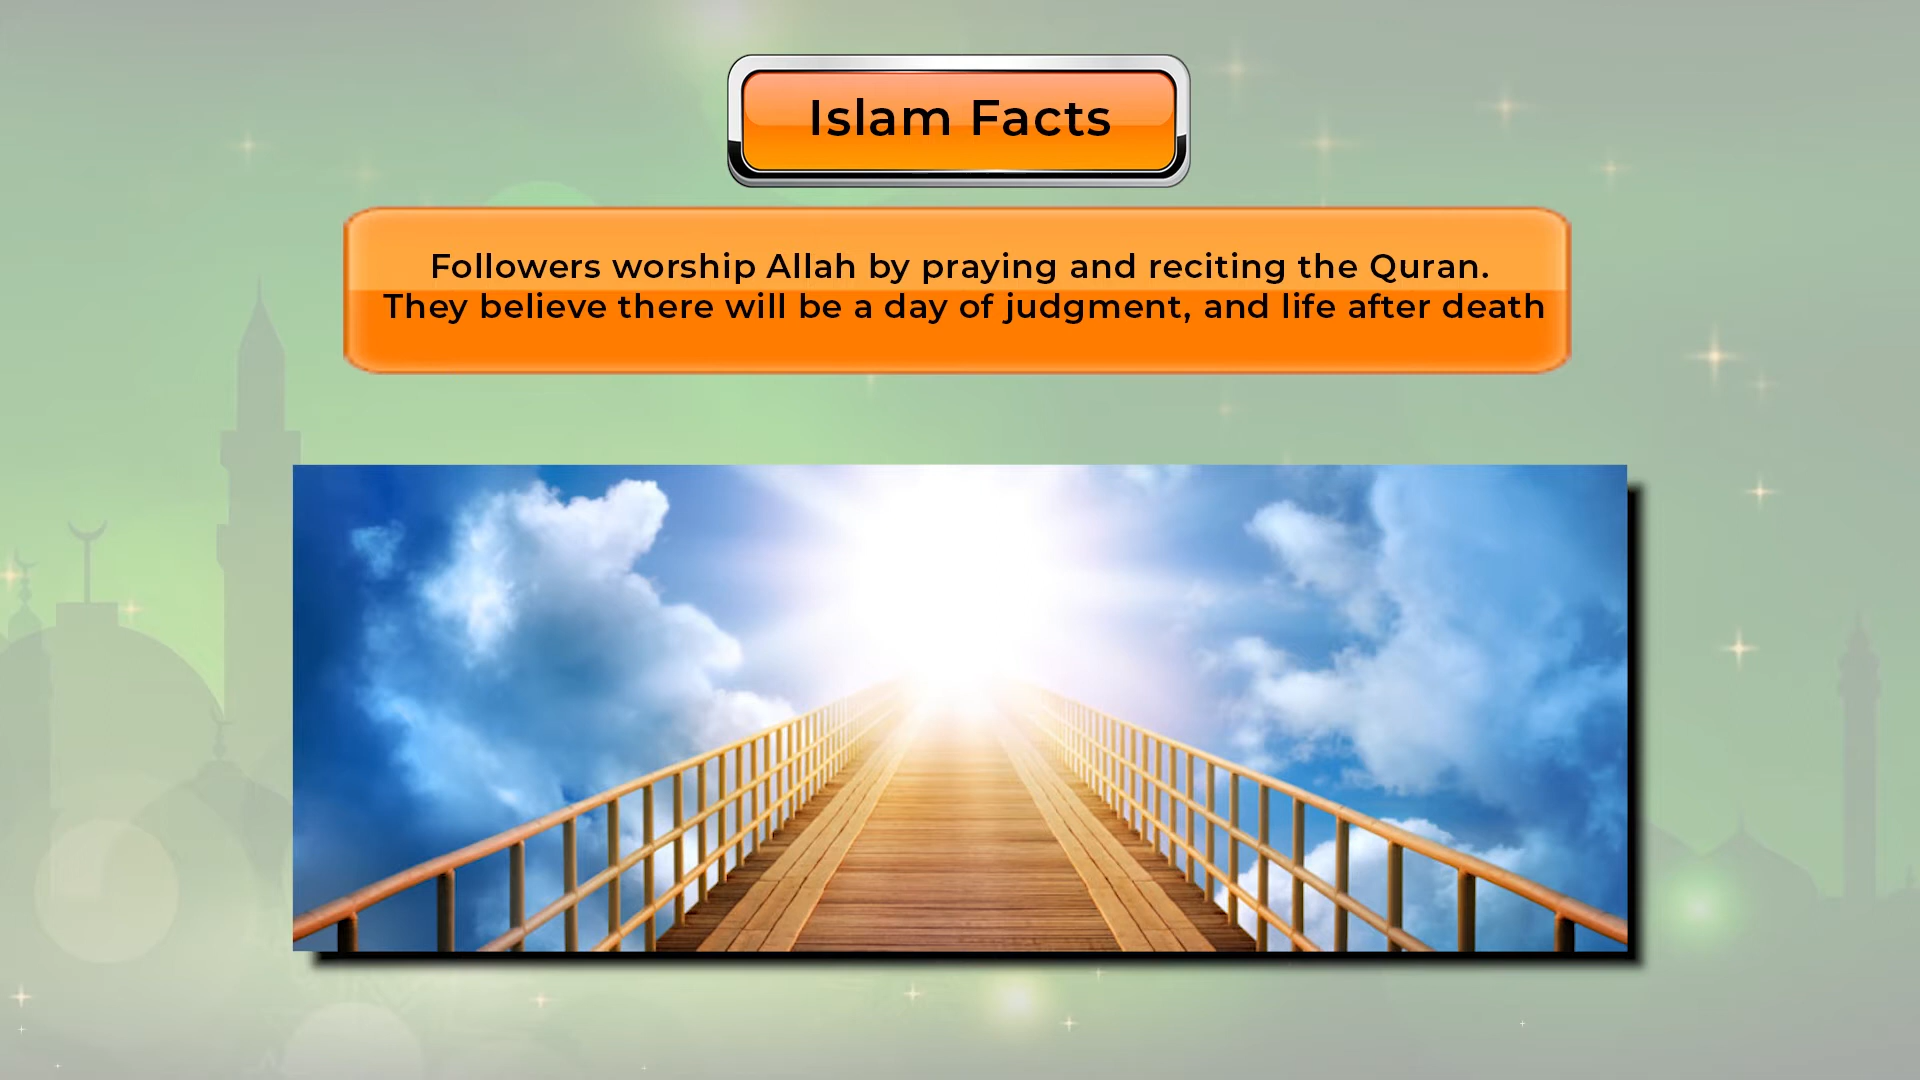 Islam Facts
Followers worship Allah by praying and reciting the Quran.
They believe there will be a day of judgment, and life after death